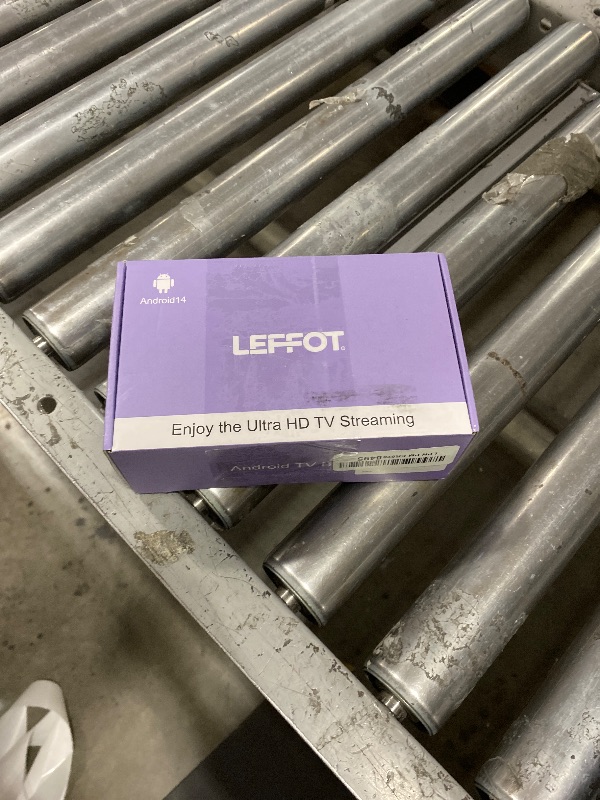 Android14
LEFFOT
Enjoy the Ultra HD TV Streaming
Android TV